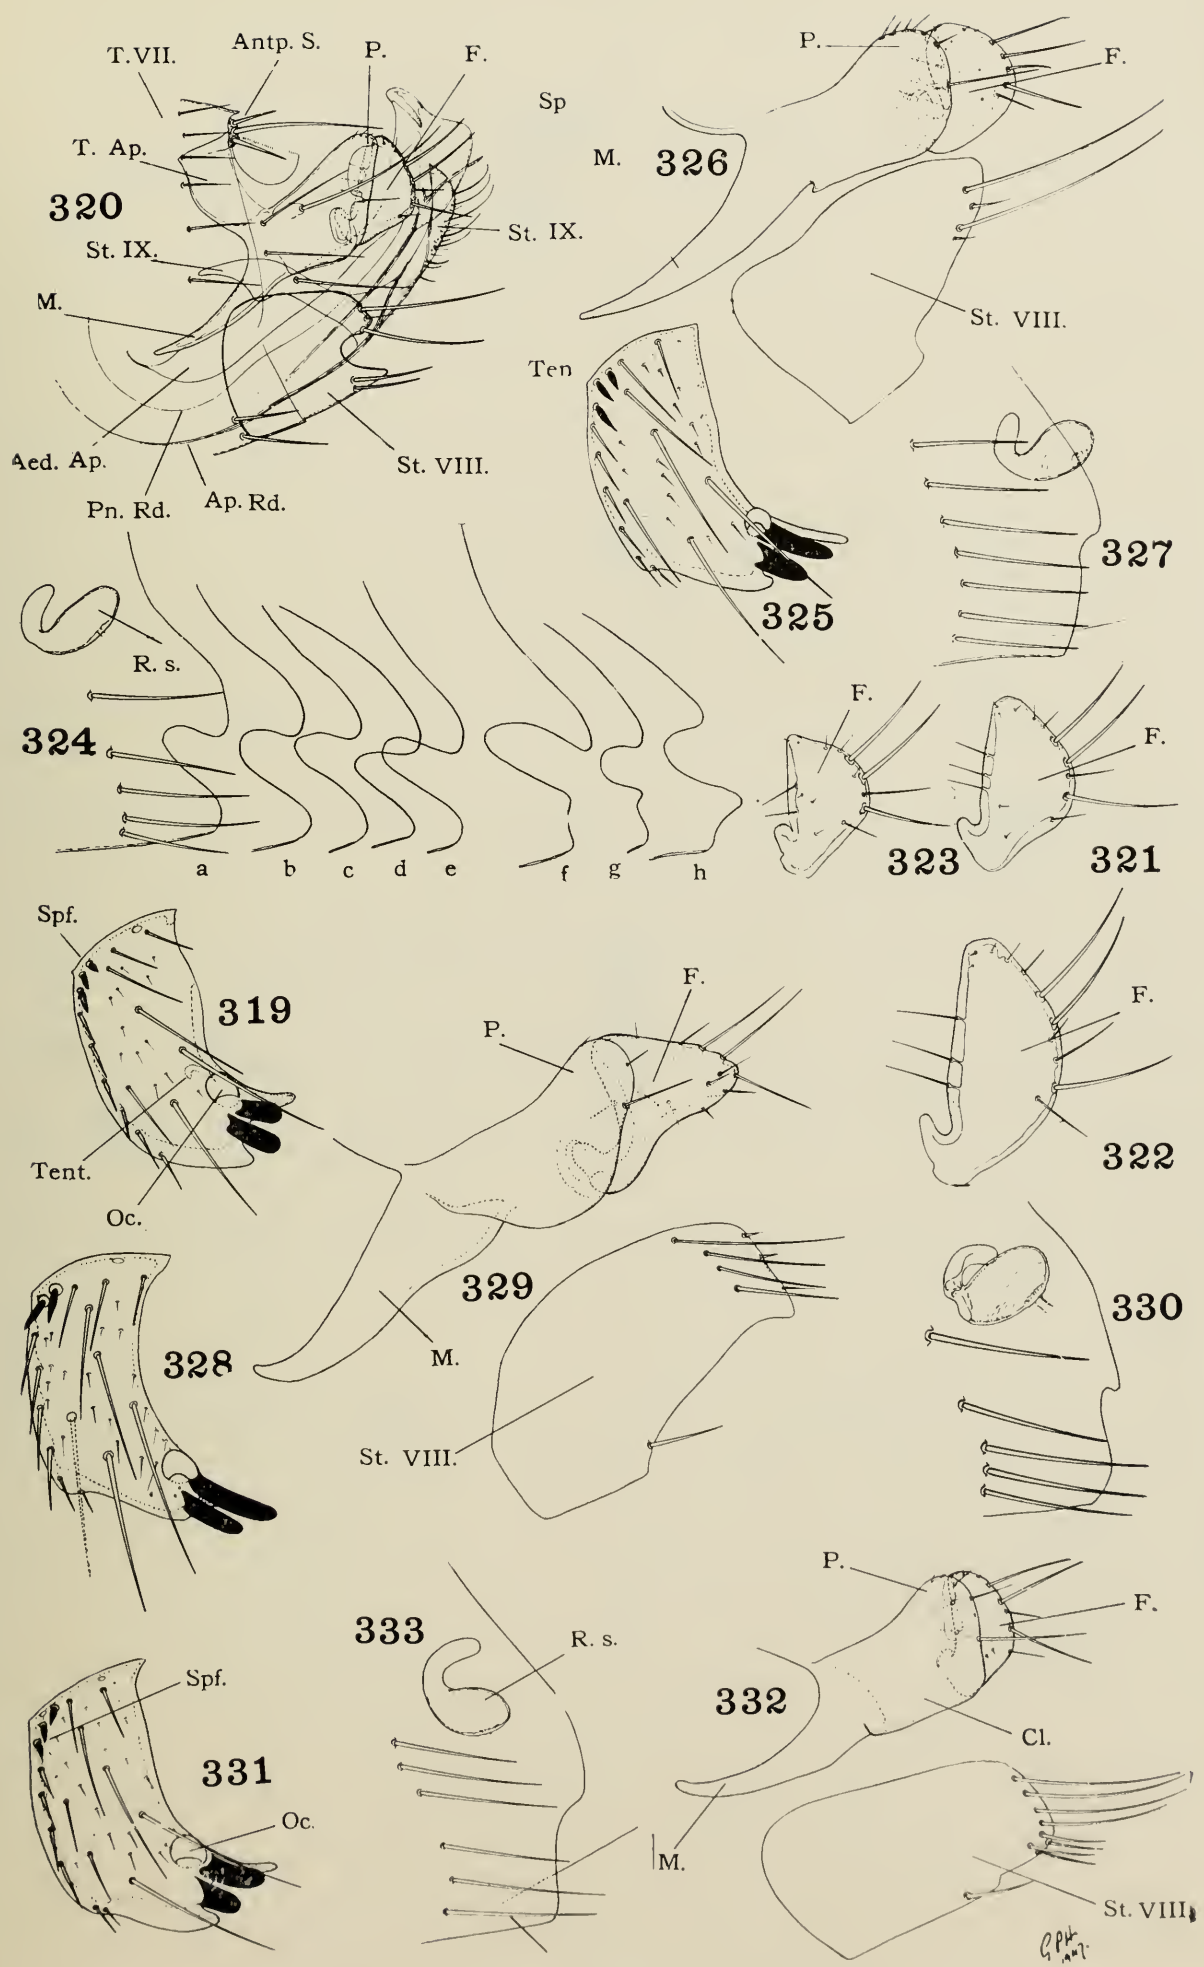 T.VII.
Antp. S.
P.
F.
T. Ap.
320
St. IX.
St. IX.
M.
Aed. Ap.
Pn. Rd.
Ap. Rd.
St. VIII.
Sp
P.
F.
M.
326
St. VIII.
Ten
325
327
R. s.
324
a
b
c
d
e
f
g
h
F.
323
F.
321
Spf.
319
Tent.
Oc.
P.
F.
329
M.
St. VIII.
F.
322
328
330
333
R. s.
P.
F.
332
Cl.
M.
St. VIII.
Spf.
331
Oc.
GPH
1947.